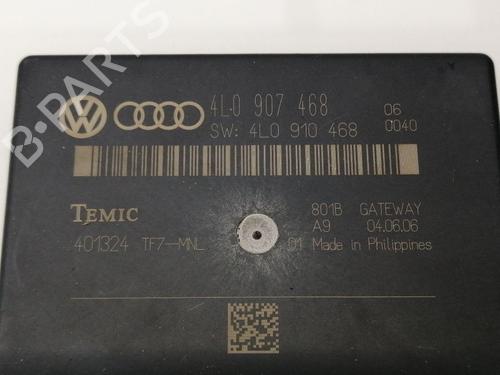 B-PARTS
4L0 907 468 06
SW: 4L0 910 468 0040
TEMIC 801B GATEWAY
A9 04.06.06
401324 TF7-MNL 01 Made in Philippines